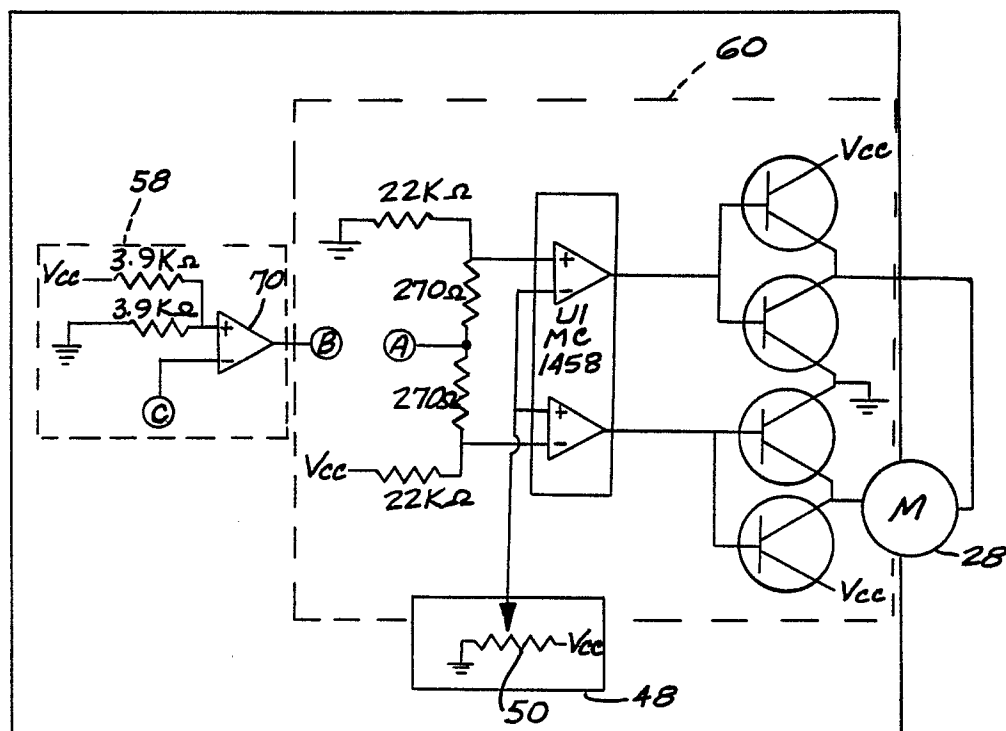 60
Vcc
58
22KΩ
3.9KΩ
Vcc
70
3.9KΩ
270Ω
+
-
+
-
B
A
U1
MC
1458
C
270Ω
+
-
Vcc
22KΩ
M
28
Vcc
Vcc
50
48